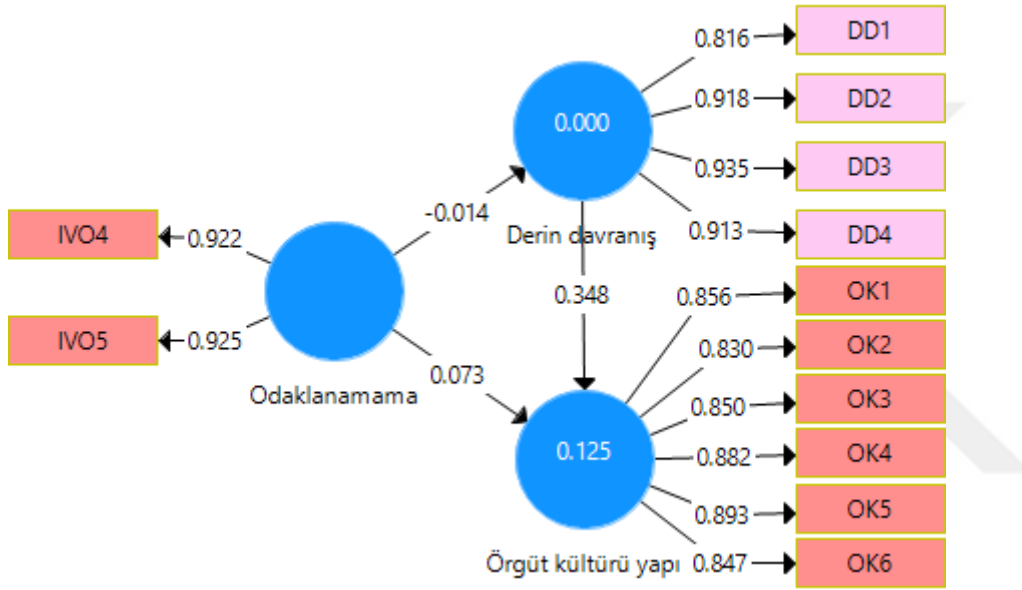 0.816
DD1
0.918
DD2
0.000
0.935
DD3
-0.014
Derin davranış
0.913
DD4
IVO4
0.922
0.348
0.856
OK1
0.830
OK2
IVO5
0.925
0.073
Odaklanamama
0.850
OK3
0.125
0.882
OK4
0.893
OK5
Örgüt kültürü yapı
0.847
OK6